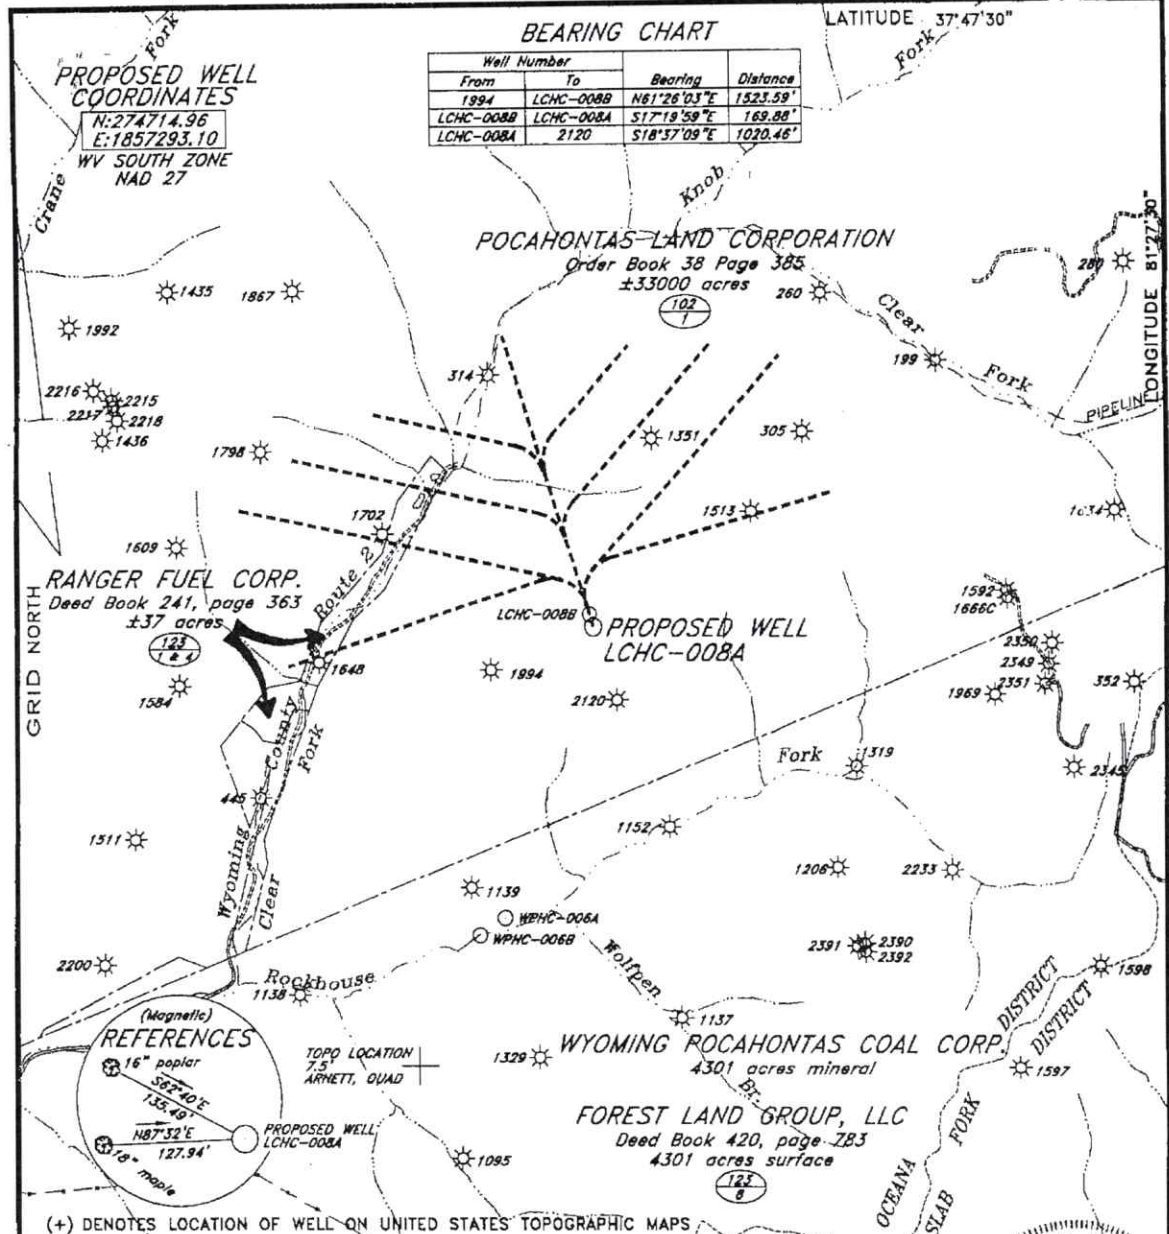 LATITUDE 37°47'30"
BEARING CHART
Well Number
From To Bearing Distance
1994 LCHC-008B N61°26'03"E 1523.59'
LCHC-008B LCHC-008A S17°19'59"E 169.88'
LCHC-008A 2120 S18°37'09"E 1020.46'
Fork
Fork
PROPOSED WELL
COORDINATES
N:274714.96
E:1857293.10
WV SOUTH ZONE
NAD 27
Crane
Knob
LONGITUDE 81°27'30"
POCAHONTAS LAND CORPORATION
Order Book 38 Page 385
±33000 acres
102
1
280
1435
1867
260
Clear
1992
199
Fork
314
2216
2215
2217
2218
PIPELINE
1436
1798
1351
305
1702
1513
1634
1609
RANGER FUEL CORP.
Deed Book 241, page 363
±37 acres
123
1 & 4
Route 2
GRID NORTH
1592
1666C
LCHC-008B
PROPOSED WELL
LCHC-008A
2350
2349
2351
352
1648
1994
1969
1584
2120
County
Fork
Fork
1319
2345
445
1511
1152
Wyoming
Clear
1206
2233
1139
WPHC-006A
WPHC-006B
2391
2390
2392
Wolfpen
2200
Rockhouse
1138
1598
DISTRICT
DISTRICT
1137
(Magnetic)
REFERENCES
16" poplar
S62°40'E
135.49'
N87°32'E
127.94'
18" maple
PROPOSED WELL
LCHC-008A
TOPO LOCATION
7.5'
ARNETT, QUAD
1329
WYOMING POCAHONTAS COAL CORP.
4301 acres mineral
1597
Br.
FOREST LAND GROUP, LLC
Deed Book 420, page 783
4301 acres surface
123
8
1095
FORK
OCEANA
SLAB
(+) DENOTES LOCATION OF WELL ON UNITED STATES TOPOGRAPHIC MAPS